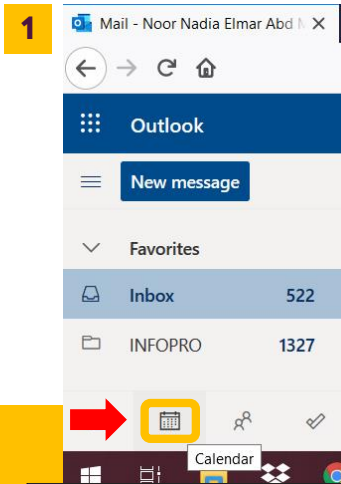 1
Mail - Noor Nadia Elmar Abd
Outlook
New message
Favorites
Inbox 522
INFOPRO 1327
Calendar